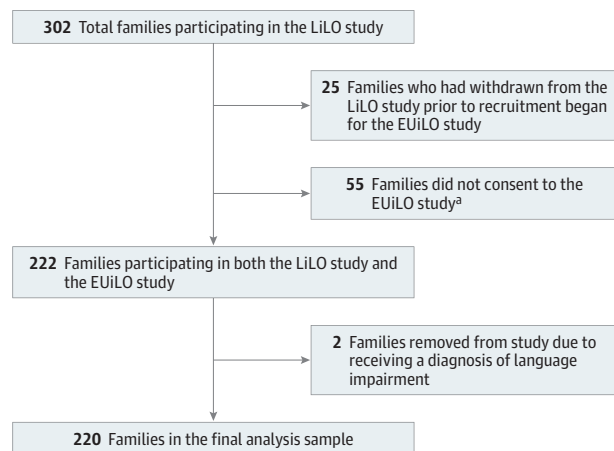 302 Total families participating in the LiLO study
25 Families who had withdrawn from the
LiLO study prior to recruitment began
for the EUiLO study
55 Families did not consent to the
EUiLO studyᵃ
222 Families participating in both the LiLO study and
the EUiLO study
2 Families removed from study due to
receiving a diagnosis of language
impairment
220 Families in the final analysis sample